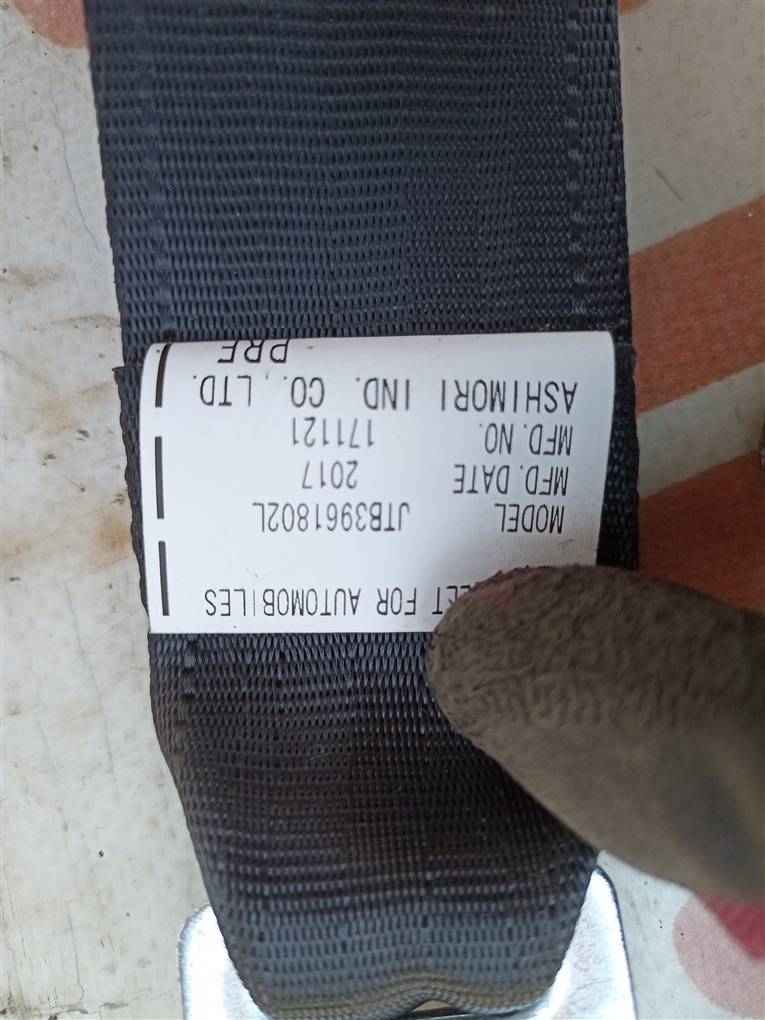 FOR AUTOMOBILES
MODEL JTB3961802L
MFD. DATE 2017
MFD. NO. 171121
ASHIMORI IND. CO., LTD.
PRE